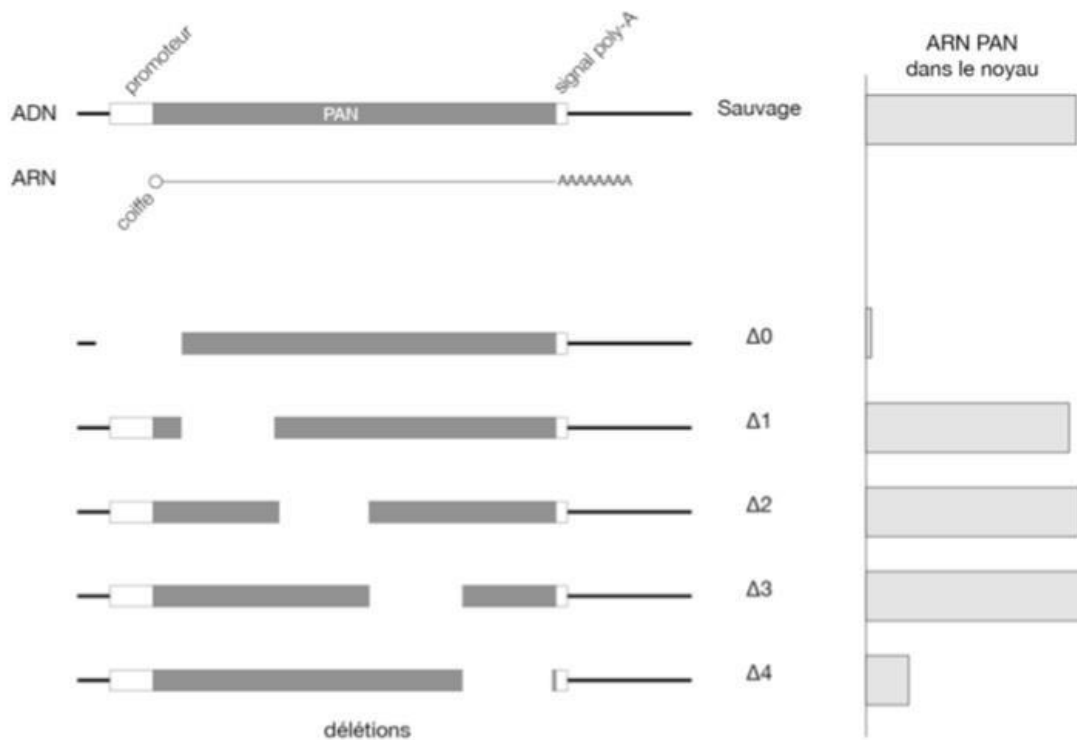 promoteur
signal poly-A
ARN PAN
dans le noyau
ADN
PAN
Sauvage
ARN
coiffe
AAAAAAAA
Δ0
Δ1
Δ2
Δ3
Δ4
délétions